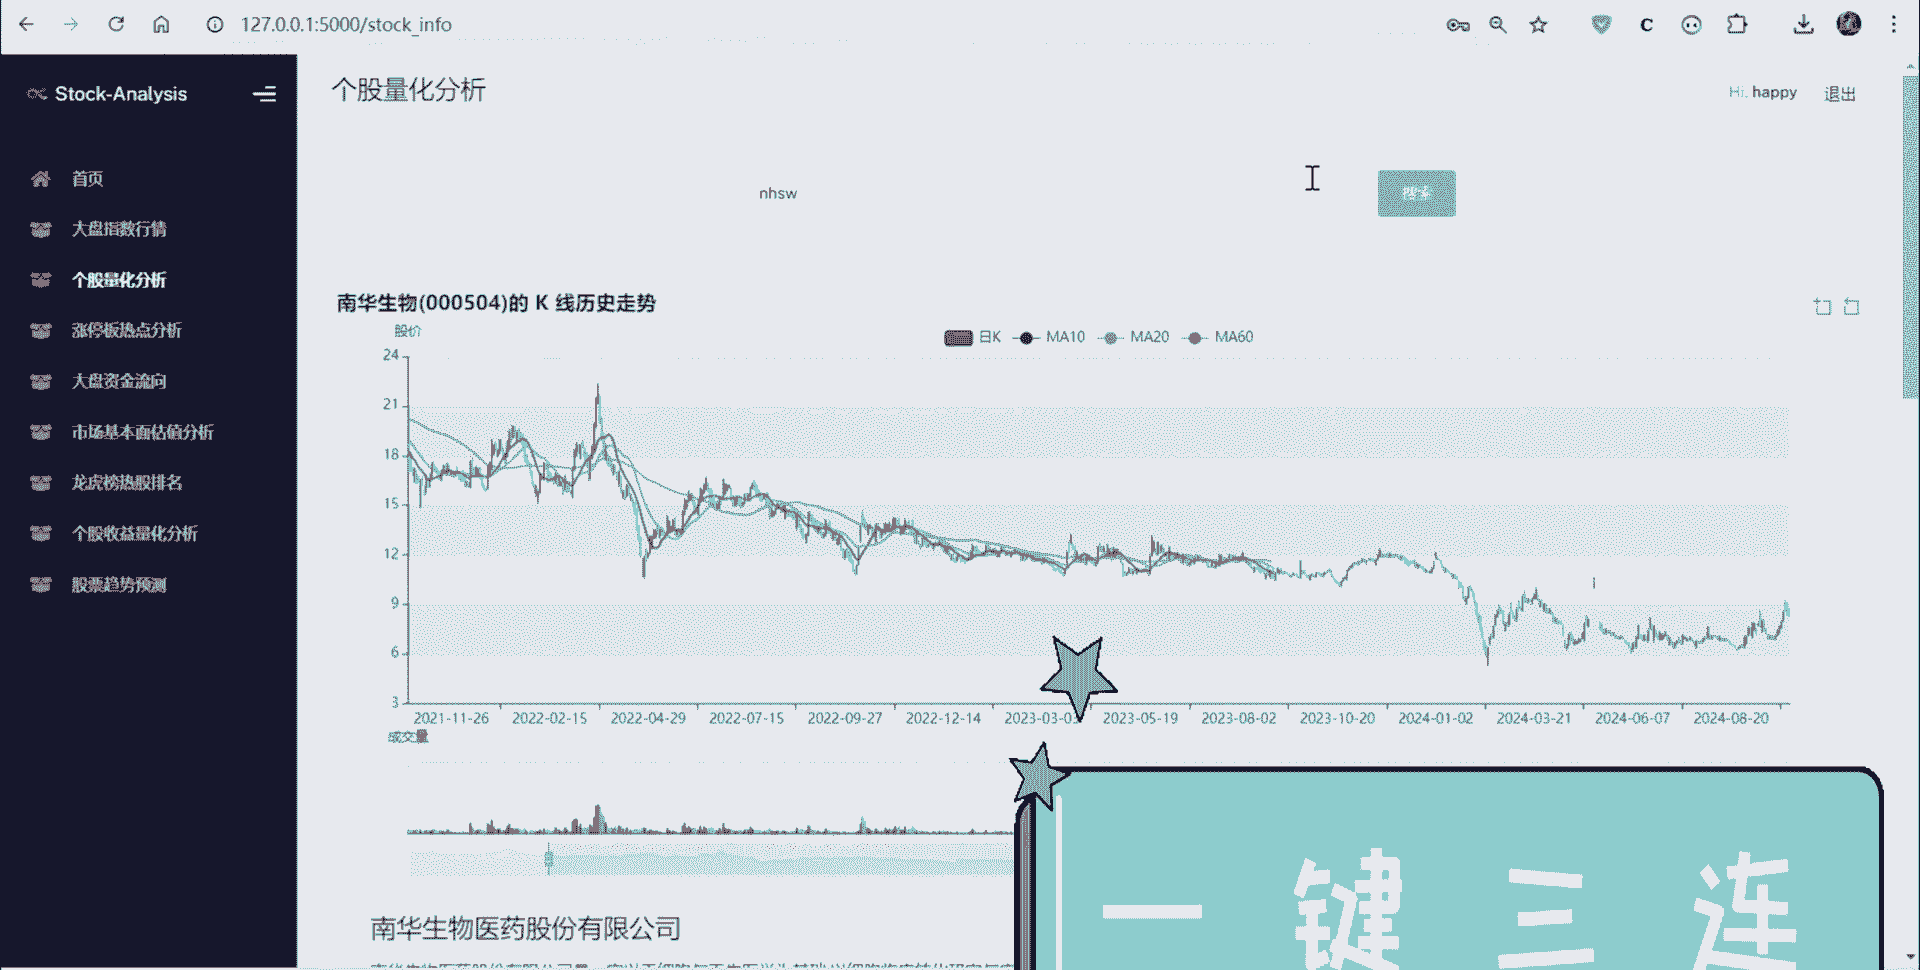 127.0.0.1:5000/stock_info
Stock-Analysis
个股量化分析
Hi, happy 退出
首页
大盘指数行情
个股量化分析
涨停板热点分析
大盘资金流向
市场基本面估值分析
龙虎榜热股排名
个股收益量化分析
股票趋势预测
nhsw
搜索
南华生物(000504)的 K 线历史走势
股价
日K MA10 MA20 MA60
24
21
18
15
12
9
6
3
2021-11-26 2022-02-15 2022-04-29 2022-07-15 2022-09-27 2022-12-14 2023-03-0 2023-05-19 2023-08-02 2023-10-20 2024-01-02 2024-03-21 2024-06-07 2024-08-20
成交量
一键三连
南华生物医药股份有限公司